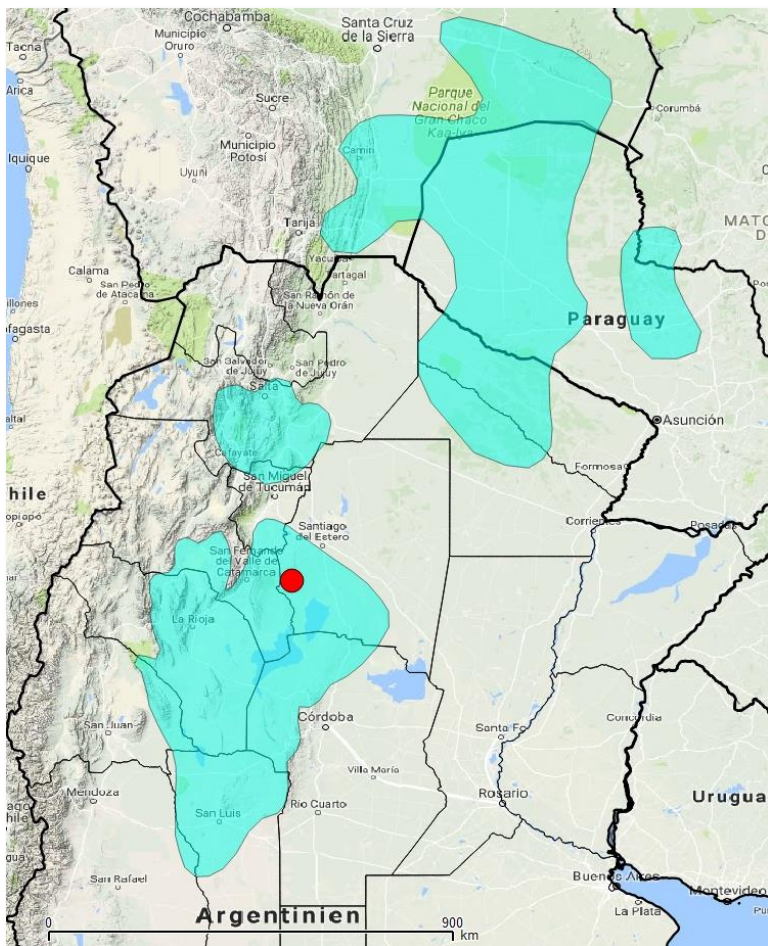 Cochabamba
Santa Cruz
de la Sierra
Tacna
Municipio
Oruro
Arica
Sucre
Parque
Nacional del
Gran Chaco
Kaa-Iya
Corumbá
Municipio
Potosí
Camiri
Iquique
Uyuni
Tarija
MATO
Yacuiba
Tartagal
Calama
San Pedro
de Atacama
San Ramón de
la Nueva Orán
ofagasta
Paraguay
San Salvador
de Jujuy
San Pedro
de Jujuy
Salta
Asunción
Cafayate
Formosa
San Miguel
de Tucumán
hile
Corrientes
Posadas
Santiago
del Estero
San Fernando
del Valle de
Catamarca
La Rioja
Concordia
San Juan
Córdoba
Santa Fe
Villa María
Mendoza
Rosario
Río Cuarto
Urugua
San Luis
San Rafael
Buenos Aires
La Plata
Montevideo
Argentinien
0
900
km